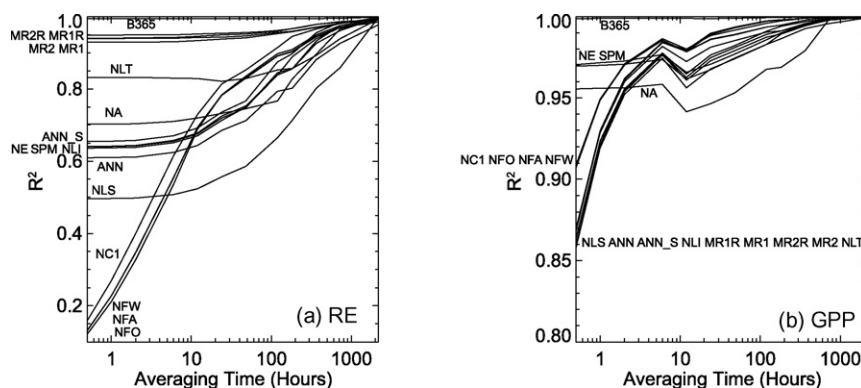 1.0
B365
MR2R MR1R
MR2 MR1
NLT
0.8
NA
ANN_S
NE SPM NLI
0.6
ANN
NLS
R²
0.4
NC1
NFW
NFA
NFO
0.2
(a) RE
1
10
100
1000
Averaging Time (Hours)
1.00
B365
NE SPM
NA
0.95
NC1 NFO NFA NFW
0.90
R²
NLS ANN ANN_S NLI MR1R MR1 MR2R MR2 NLT
0.85
(b) GPP
0.80
1
10
100
1000
Averaging Time (Hours)